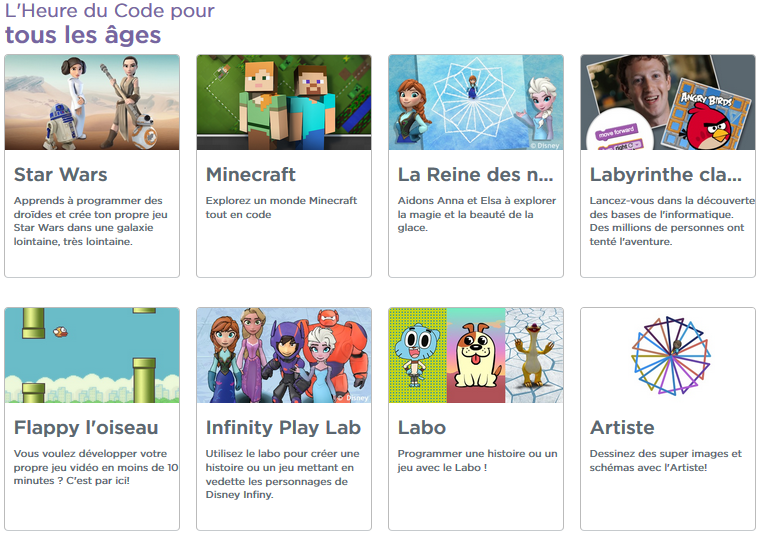 L'Heure du Code pour
tous les âges
© Disney
ANGRY BIRDS
move forward
Star Wars
Apprends à programmer des
droïdes et crée ton propre jeu
Star Wars dans une galaxie
lointaine, très lointaine.
Minecraft
Explorez un monde Minecraft
tout en code
La Reine des n...
Aidons Anna et Elsa à explorer
la magie et la beauté de la
glace.
Labyrinthe cla...
Lancez-vous dans la découverte
des bases de l'informatique.
Des millions de personnes ont
tenté l'aventure.
© Disney
Flappy l'oiseau
Vous voulez développer votre
propre jeu vidéo en moins de 10
minutes ? C'est par ici!
Infinity Play Lab
Utilisez le labo pour créer une
histoire ou un jeu mettant en
vedette les personnages de
Disney Infiny.
Labo
Programmer une histoire ou un
jeu avec le Labo !
Artiste
Dessinez des super images et
schémas avec l'Artiste!